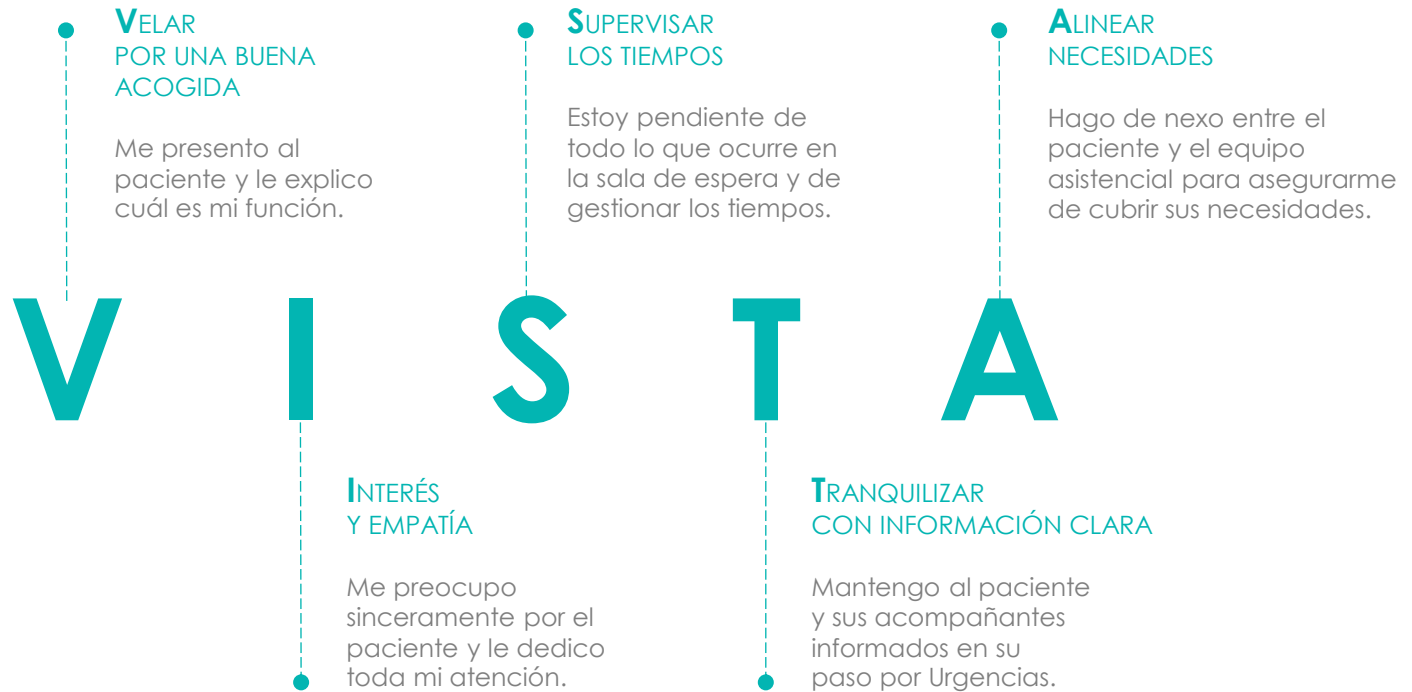 VELAR
POR UNA BUENA
ACOGIDA
Me presento al
paciente y le explico
cuál es mi función.
SUPERVISAR
LOS TIEMPOS
Estoy pendiente de
todo lo que ocurre en
la sala de espera y de
gestionar los tiempos.
ALINEAR
NECESIDADES
Hago de nexo entre el
paciente y el equipo
asistencial para asegurarme
de cubrir sus necesidades.
V I S T A
INTERÉS
Y EMPATÍA
Me preocupo
sinceramente por el
paciente y le dedico
toda mi atención.
TRANQUILIZAR
CON INFORMACIÓN CLARA
Mantengo al paciente
y sus acompañantes
informados en su
paso por Urgencias.